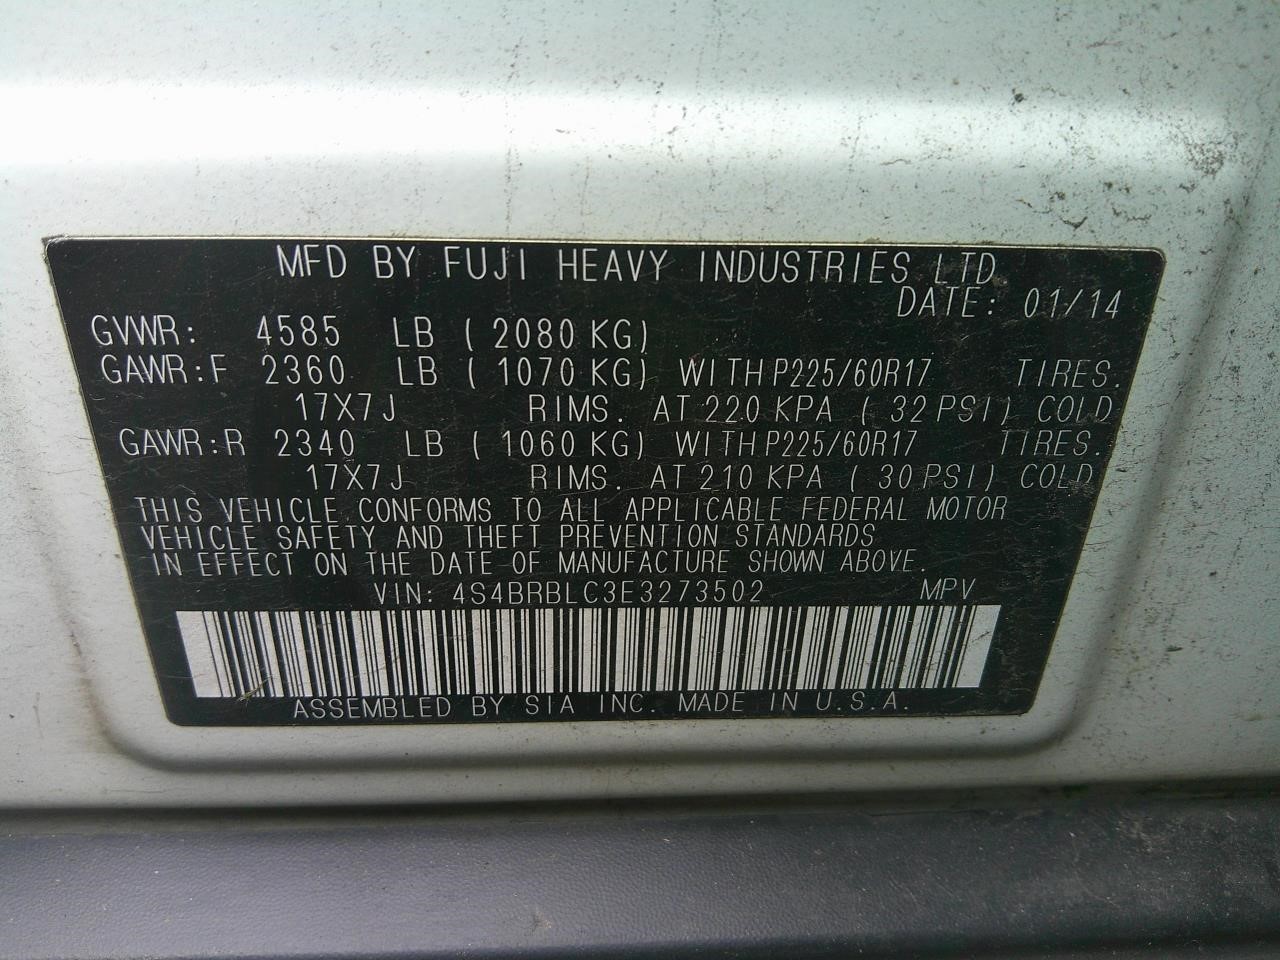 MFD BY FUJI HEAVY INDUSTRIES LTD
DATE: 01/14
GVWR: 4585 LB ( 2080 KG)
GAWR:F 2360 LB ( 1070 KG) WITH P225/60R17 TIRES.
17X7J RIMS. AT 220 KPA ( 32 PSI) COLD
GAWR:R 2340 LB ( 1060 KG) WITH P225/60R17 TIRES.
17X7J RIMS. AT 210 KPA ( 30 PSI) COLD
THIS VEHICLE CONFORMS TO ALL APPLICABLE FEDERAL MOTOR
VEHICLE SAFETY AND THEFT PREVENTION STANDARDS
IN EFFECT ON THE DATE OF MANUFACTURE SHOWN ABOVE.
VIN: 4S4BRBLC3E3273502 MPV
ASSEMBLED BY SIA INC. MADE IN U.S.A.